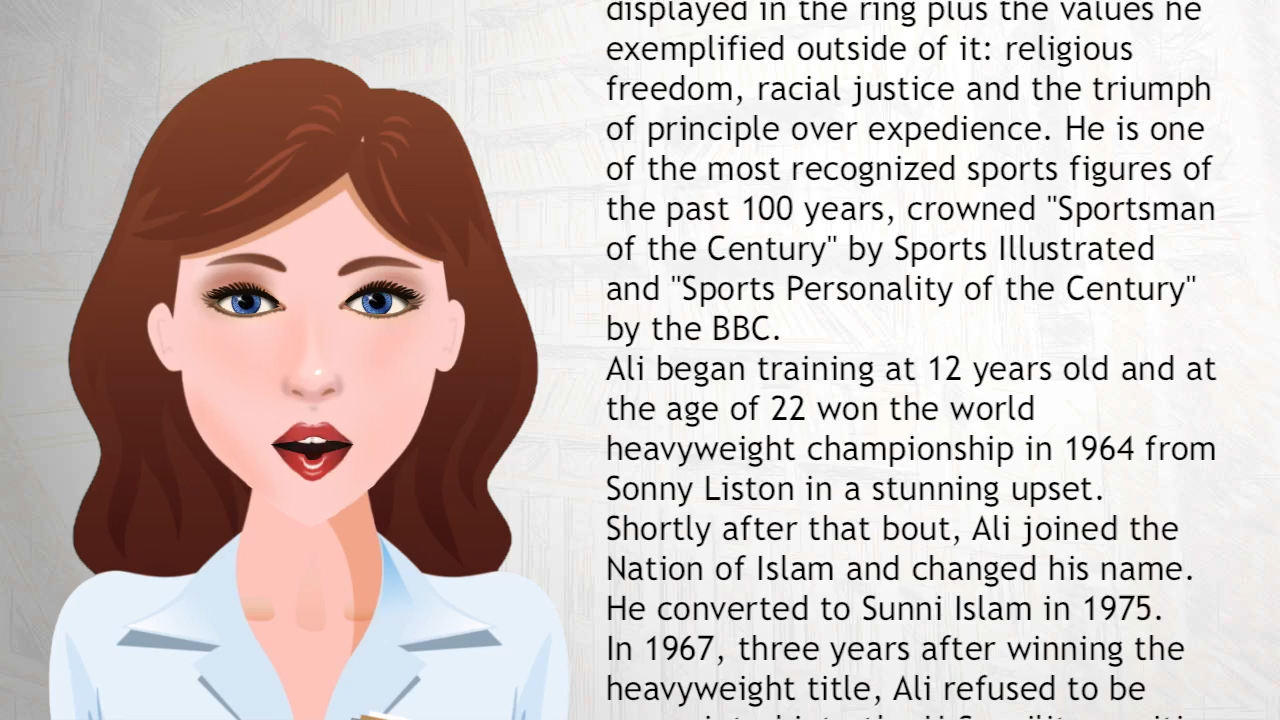 displayed in the ring plus the values he
exemplified outside of it: religious
freedom, racial justice and the triumph
of principle over expedience. He is one
of the most recognized sports figures of
the past 100 years, crowned "Sportsman
of the Century" by Sports Illustrated
and "Sports Personality of the Century"
by the BBC.
Ali began training at 12 years old and at
the age of 22 won the world
heavyweight championship in 1964 from
Sonny Liston in a stunning upset.
Shortly after that bout, Ali joined the
Nation of Islam and changed his name.
He converted to Sunni Islam in 1975.
In 1967, three years after winning the
heavyweight title, Ali refused to be